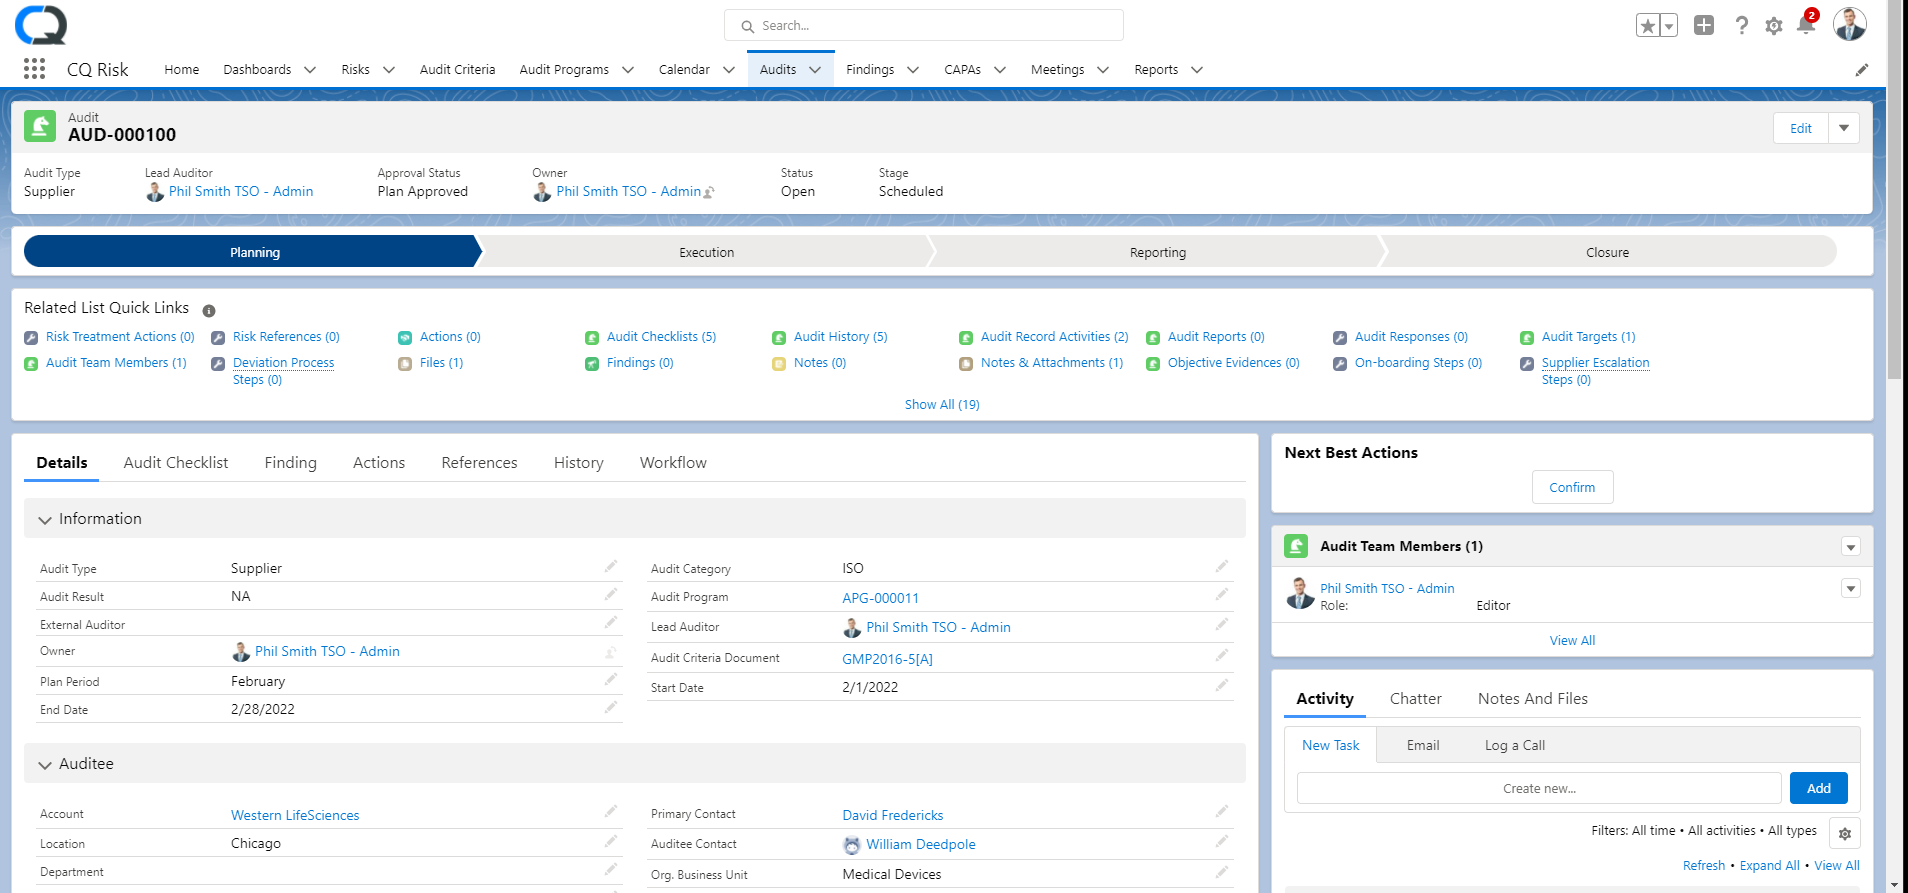 CQ
Search...
2
CQ Risk
Home
Dashboards
Risks
Audit Criteria
Audit Programs
Calendar
Audits
Findings
CAPAs
Meetings
Reports
Audit
AUD-000100
Edit
Audit Type
Supplier
Lead Auditor
Phil Smith TSO - Admin
Approval Status
Plan Approved
Owner
Phil Smith TSO - Admin
Status
Open
Stage
Scheduled
Planning
Execution
Reporting
Closure
Related List Quick Links
Risk Treatment Actions (0)
Risk References (0)
Actions (0)
Audit Checklists (5)
Audit History (5)
Audit Record Activities (2)
Audit Reports (0)
Audit Responses (0)
Audit Targets (1)
Audit Team Members (1)
Deviation Process
Steps (0)
Files (1)
Findings (0)
Notes (0)
Notes & Attachments (1)
Objective Evidences (0)
On-boarding Steps (0)
Supplier Escalation
Steps (0)
Show All (19)
Details
Audit Checklist
Finding
Actions
References
History
Workflow
Information
Audit Type
Supplier
Audit Category
ISO
Audit Result
NA
Audit Program
APG-000011
External Auditor
Lead Auditor
Phil Smith TSO - Admin
Owner
Phil Smith TSO - Admin
Audit Criteria Document
GMP2016-5[A]
Plan Period
February
Start Date
2/1/2022
End Date
2/28/2022
Auditee
Account
Western LifeSciences
Primary Contact
David Fredericks
Location
Chicago
Auditee Contact
William Deedpole
Department
Org. Business Unit
Medical Devices
Next Best Actions
Confirm
Audit Team Members (1)
Phil Smith TSO - Admin
Role:
Editor
View All
Activity
Chatter
Notes And Files
New Task
Email
Log a Call
Create new...
Add
Filters: All time • All activities • All types
Refresh • Expand All • View All